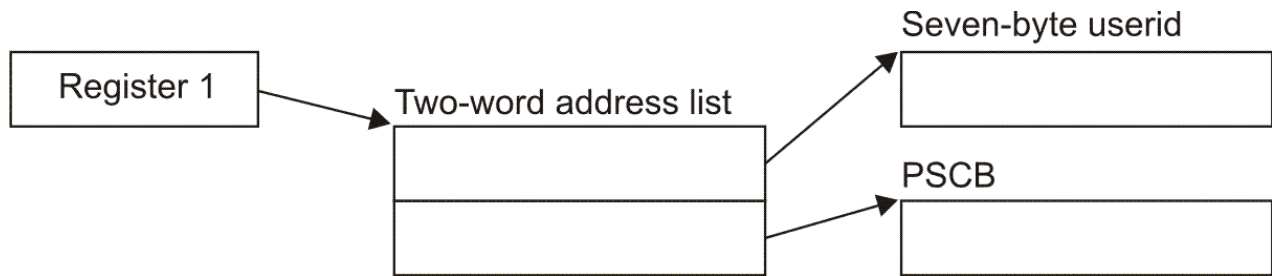 Seven-byte userid
Register 1
Two-word address list
PSCB